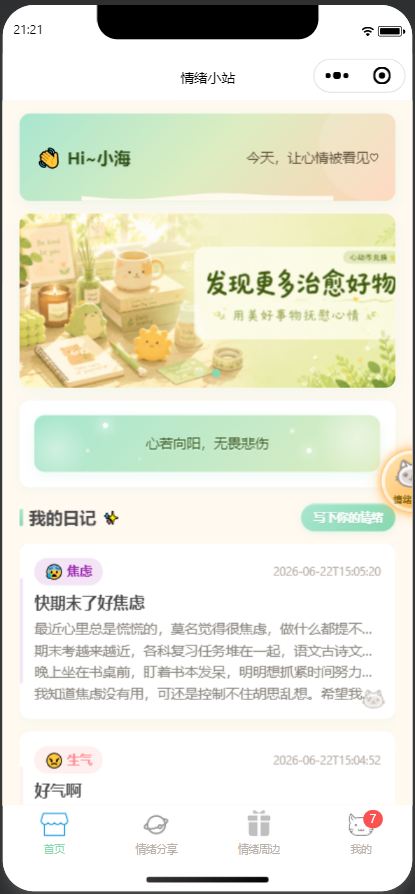 21:21
情绪小站
Hi~小海
今天，让心情被看见♡
心动市兑换
发现更多治愈好物
用美好事物抚慰心情
心若向阳，无畏悲伤
我的日记
写下你的情绪
焦虑
2026-06-22T15:05:20
快期末了好焦虑
最近心里总是慌慌的，莫名觉得很焦虑，做什么都提不...
期末考越来越近，各科复习任务堆在一起，语文古诗文...
晚上坐在书桌前，盯着书本发呆，明明想抓紧时间努力...
我知道焦虑没有用，可还是控制不住胡思乱想。希望我...
生气
2026-06-22T15:04:52
好气啊
7
首页
情绪分享
情绪周边
我的